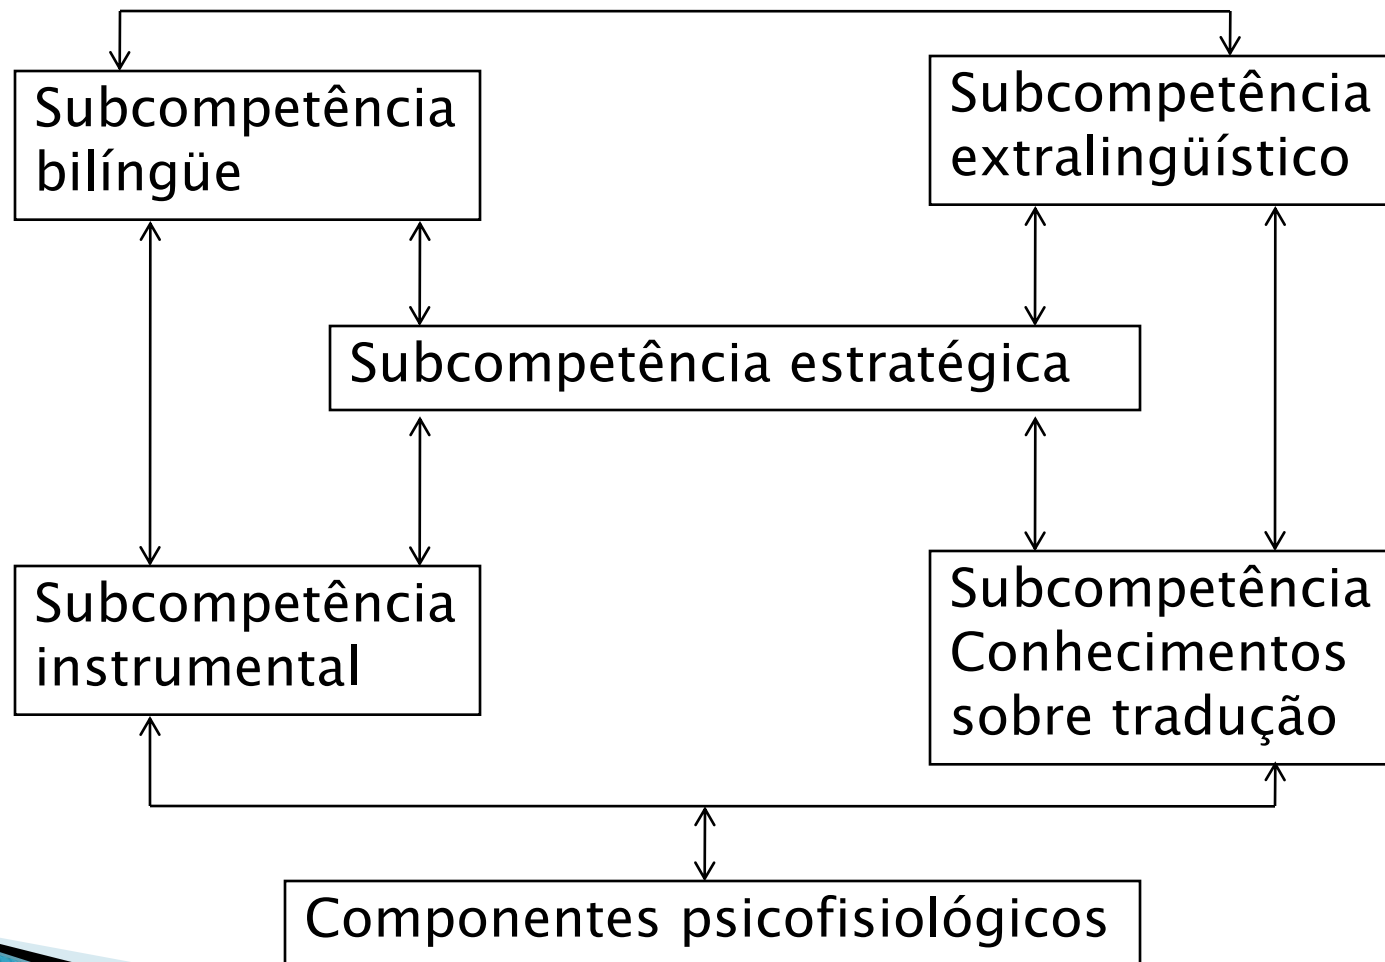 Subcompetência
bilíngüe
Subcompetência
extralingüístico
Subcompetência estratégica
Subcompetência
instrumental
Subcompetência
Conhecimentos
sobre tradução
Componentes psicofisiológicos